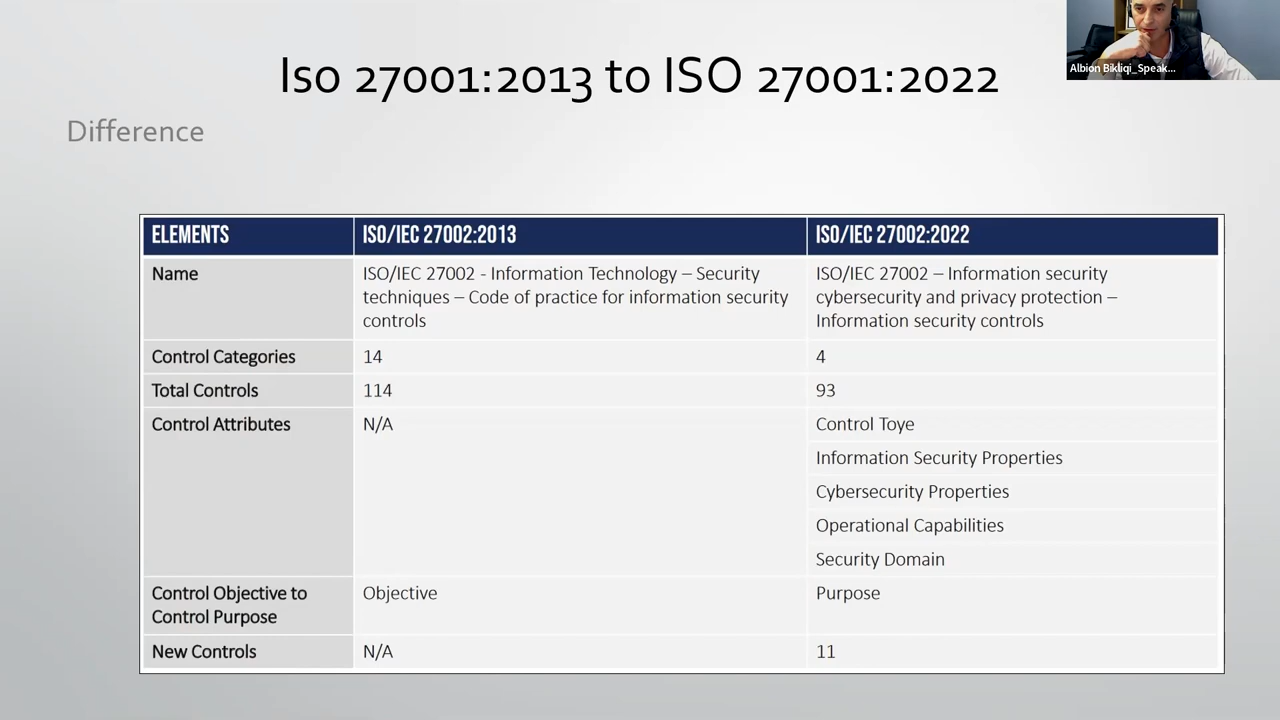 Iso 27001:2013 to ISO 27001:2022
Albion Bikliqi_Speak...
Difference
ELEMENTS
ISO/IEC 27002:2013
ISO/IEC 27002:2022
Name
ISO/IEC 27002 - Information Technology – Security
techniques – Code of practice for information security
controls
ISO/IEC 27002 – Information security
cybersecurity and privacy protection –
Information security controls
Control Categories
14
4
Total Controls
114
93
Control Attributes
N/A
Control Toye
Information Security Properties
Cybersecurity Properties
Operational Capabilities
Security Domain
Control Objective to
Control Purpose
Objective
Purpose
New Controls
N/A
11